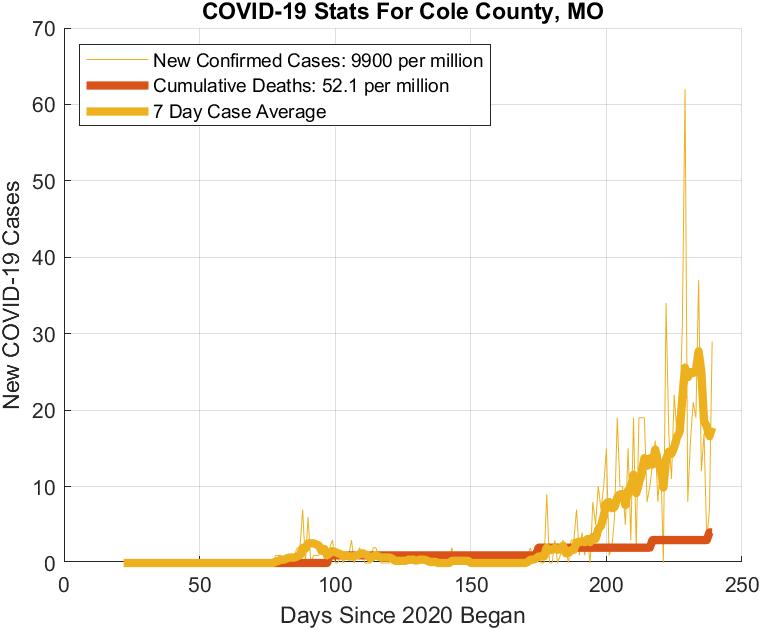 COVID-19 Stats For Cole County, MO
70
60
50
40
30
20
10
0
New Confirmed Cases: 9900 per million
Cumulative Deaths: 52.1 per million
7 Day Case Average
New COVID-19 Cases
0 50 100 150 200 250
Days Since 2020 Began